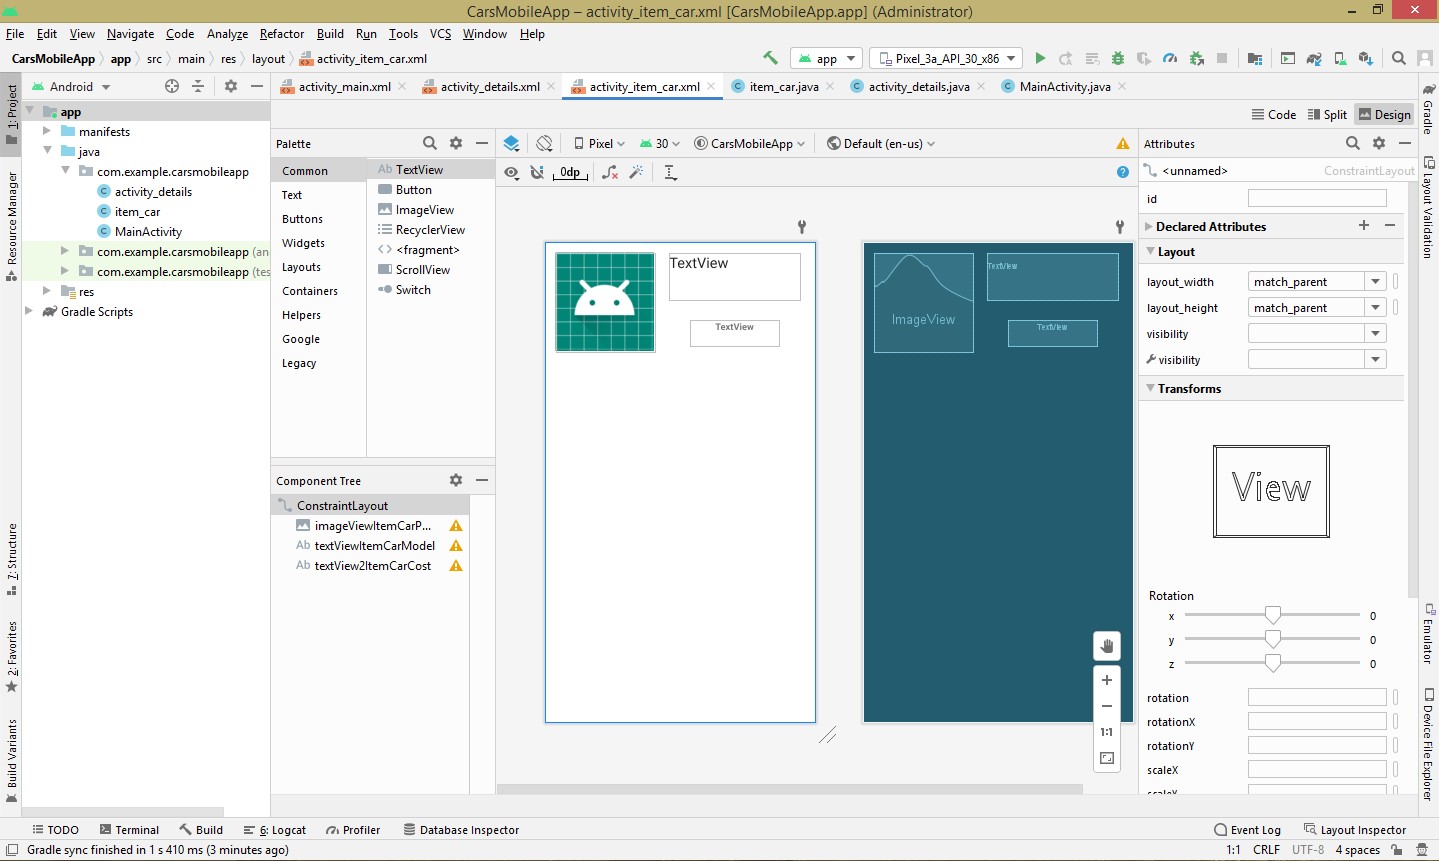 CarsMobileApp – activity_item_car.xml [CarsMobileApp.app] (Administrator)
File Edit View Navigate Code Analyze Refactor Build Run Tools VCS Window Help
CarsMobileApp app src main res layout activity_item_car.xml
app Pixel_3a_API_30_x86
1: Project
Resource Manager
7: Structure
2: Favorites
Build Variants
Android
app
manifests
java
com.example.carsmobileapp
activity_details
item_car
MainActivity
com.example.carsmobileapp (an
com.example.carsmobileapp (tes
res
Gradle Scripts
activity_main.xml activity_details.xml activity_item_car.xml item_car.java activity_details.java MainActivity.java
Code Split Design
Palette
Common
Text
Buttons
Widgets
Layouts
Containers
Helpers
Google
Legacy
Ab TextView
Button
ImageView
RecyclerView
<fragment>
ScrollView
Switch
Component Tree
ConstraintLayout
imageViewItemCarP...
Ab textViewItemCarModel
Ab textView2ItemCarCost
Pixel 30 CarsMobileApp Default (en-us)
0dp
TextView
TextView
TextView
ImageView
TextView
1:1
Attributes
<unnamed> ConstraintLayout
id
Declared Attributes
Layout
layout_width match_parent
layout_height match_parent
visibility
visibility
Transforms
View
Rotation
x 0
y 0
z 0
rotation
rotationX
rotationY
scaleX
scaleY
Gradle
Layout Validation
Emulator
Device File Explorer
TODO Terminal Build 6: Logcat Profiler Database Inspector Event Log Layout Inspector
Gradle sync finished in 1 s 410 ms (3 minutes ago) 1:1 CRLF UTF-8 4 spaces